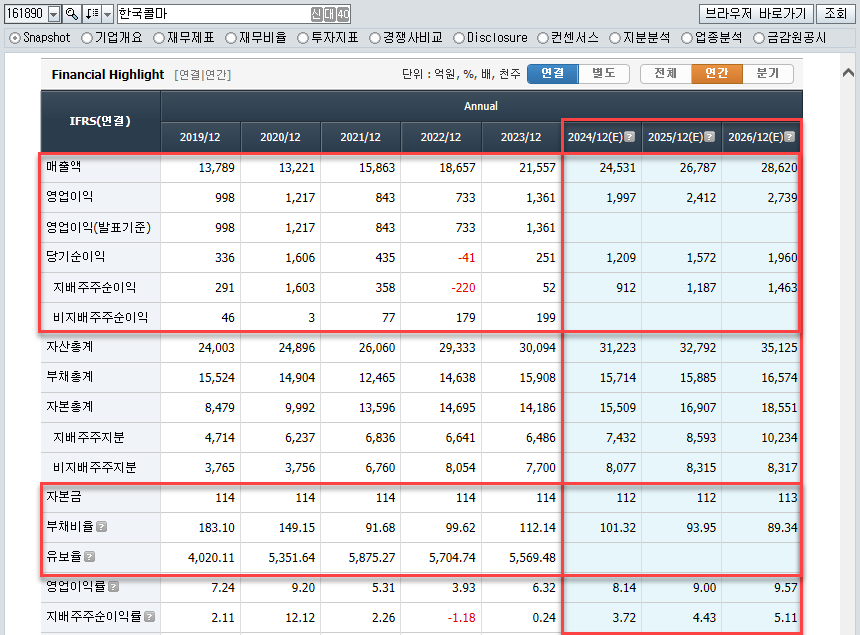 161890 한국콜마 신 대 40 브라우저 바로가기 조회
Snapshot 기업개요 재무제표 재무비율 투자지표 경쟁사비교 Disclosure 컨센서스 지분분석 업종분석 금감원공시
Financial Highlight [연결|연간] 단위 : 억원, %, 배, 천주 연결 별도 전체 연간 분기
IFRS(연결) Annual
2019/12 2020/12 2021/12 2022/12 2023/12 2024/12(E) 2025/12(E) 2026/12(E)
매출액 13,789 13,221 15,863 18,657 21,557 24,531 26,787 28,620
영업이익 998 1,217 843 733 1,361 1,997 2,412 2,739
영업이익(발표기준) 998 1,217 843 733 1,361
당기순이익 336 1,606 435 -41 251 1,209 1,572 1,960
지배주주순이익 291 1,603 358 -220 52 912 1,187 1,463
비지배주주순이익 46 3 77 179 199
자산총계 24,003 24,896 26,060 29,333 30,094 31,223 32,792 35,125
부채총계 15,524 14,904 12,465 14,638 15,908 15,714 15,885 16,574
자본총계 8,479 9,992 13,596 14,695 14,186 15,509 16,907 18,551
지배주주지분 4,714 6,237 6,836 6,641 6,486 7,432 8,593 10,234
비지배주주지분 3,765 3,756 6,760 8,054 7,700 8,077 8,315 8,317
자본금 114 114 114 114 114 112 112 113
부채비율 183.10 149.15 91.68 99.62 112.14 101.32 93.95 89.34
유보율 4,020.11 5,351.64 5,875.27 5,704.74 5,569.48
영업이익률 7.24 9.20 5.31 3.93 6.32 8.14 9.00 9.57
지배주주순이익률 2.11 12.12 2.26 -1.18 0.24 3.72 4.43 5.11